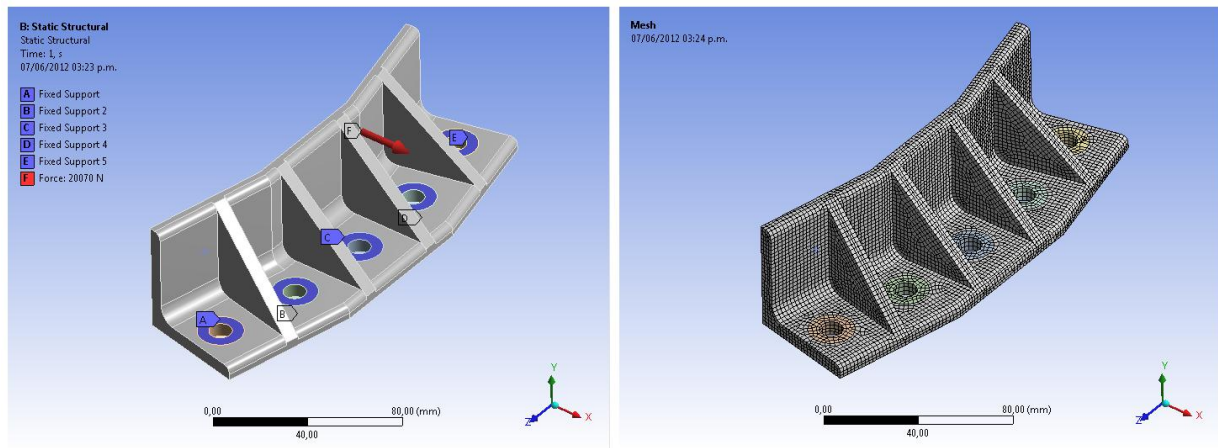 B: Static Structural
Static Structural
Time: 1, s
07/06/2012 03:23 p.m.
A Fixed Support
B Fixed Support 2
C Fixed Support 3
D Fixed Support 4
E Fixed Support 5
F Force: 20070 N
F
E
D
C
B
A
0,00 80,00 (mm)
40,00
Y
X
Z
Mesh
07/06/2012 03:24 p.m.
0,00 80,00 (mm)
40,00
Y
X
Z